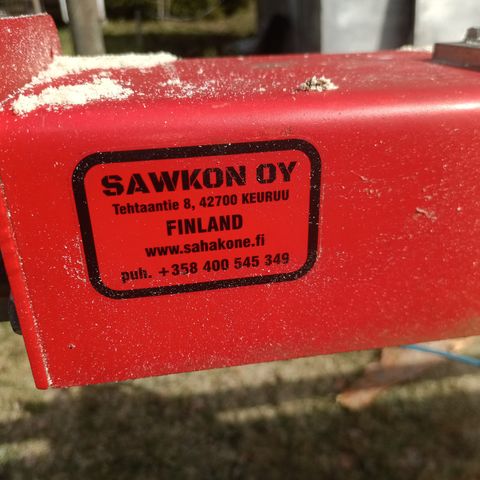 SAWKON OY
Tehtaantie 8, 42700 KEURUU
FINLAND
www.sahakone.fi
puh. +358 400 545 349